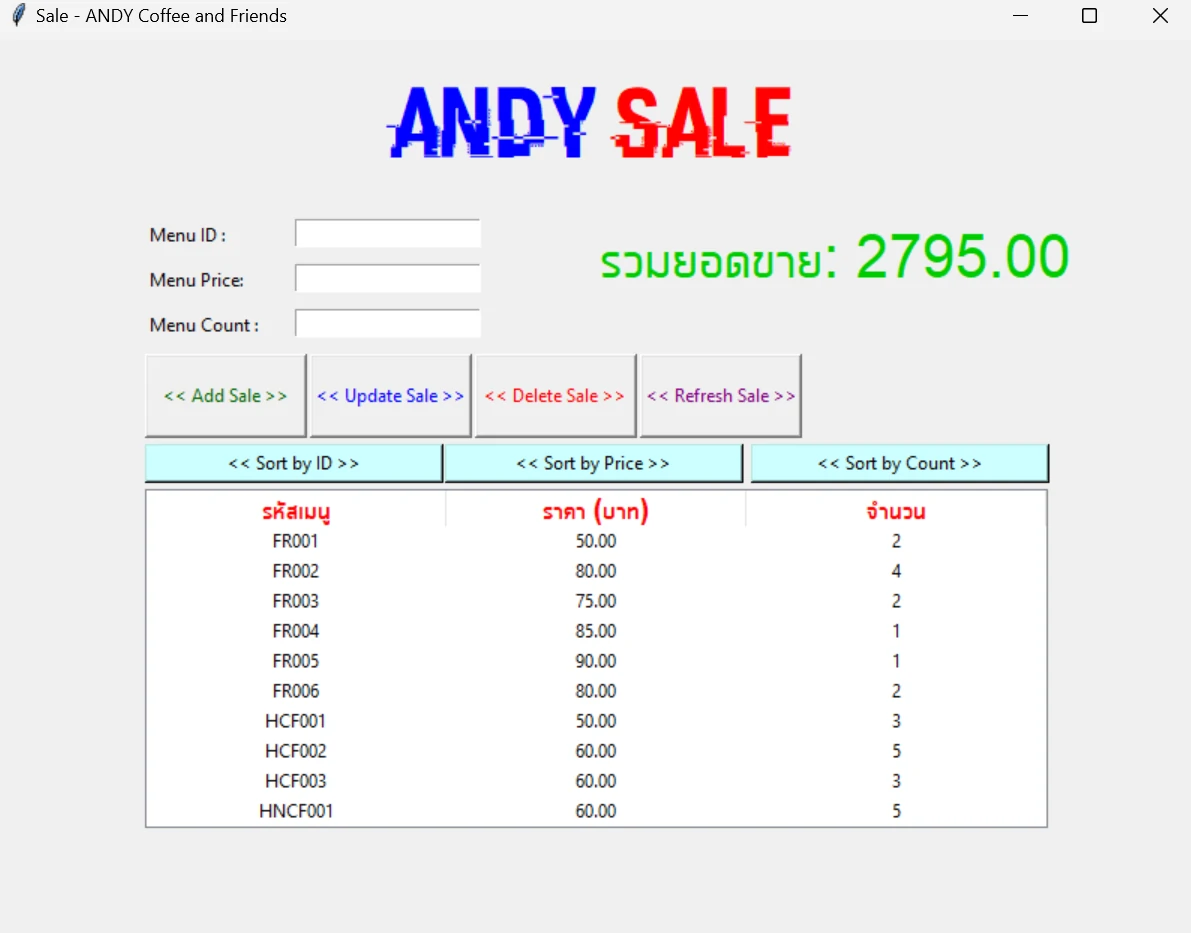 Sale - ANDY Coffee and Friends
ANDY SALE
Menu ID :
รวมยอดขาย: 2795.00
Menu Price:
Menu Count :
<< Add Sale >> << Update Sale >> << Delete Sale >> << Refresh Sale >>
<< Sort by ID >> << Sort by Price >> << Sort by Count >>
รหัสเมนู ราคา (บาท) จำนวน
FR001 50.00 2
FR002 80.00 4
FR003 75.00 2
FR004 85.00 1
FR005 90.00 1
FR006 80.00 2
HCF001 50.00 3
HCF002 60.00 5
HCF003 60.00 3
HNCF001 60.00 5